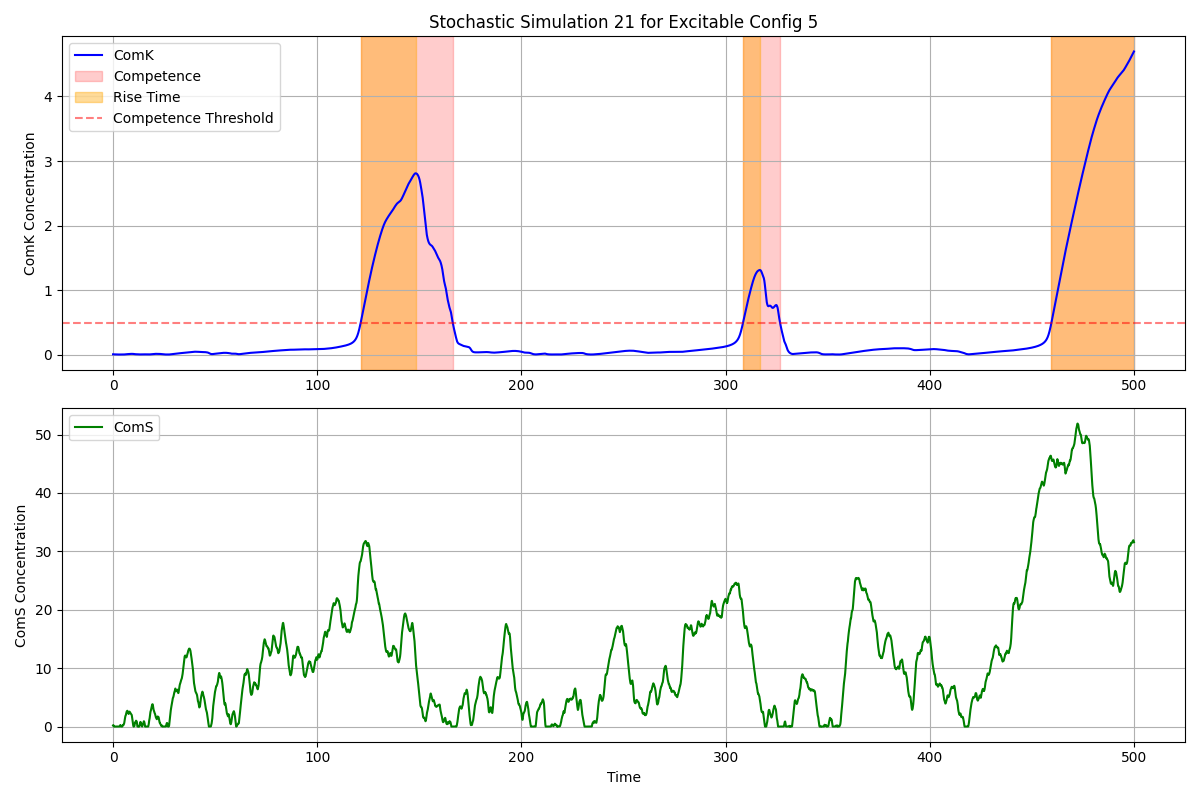 Stochastic Simulation 21 for Excitable Config 5
ComK
Competence
Rise Time
Competence Threshold
ComK Concentration
4
3
2
1
0
0 100 200 300 400 500
ComS
ComS Concentration
50
40
30
20
10
0
0 100 200 300 400 500
Time